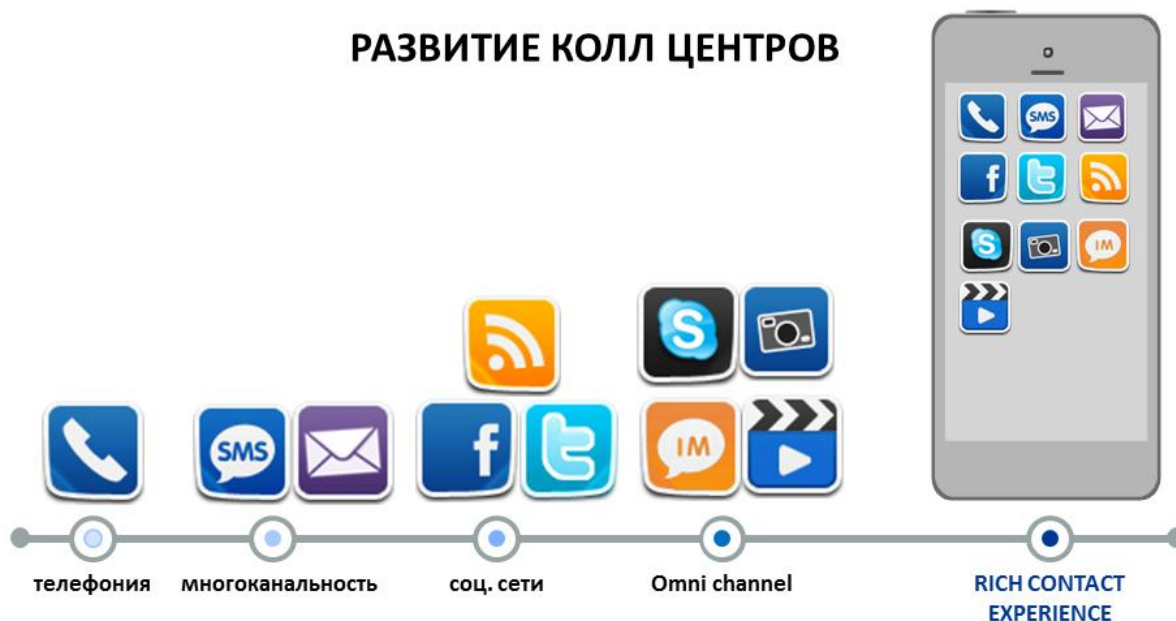 РАЗВИТИЕ КОЛЛ ЦЕНТРОВ
SMS
SMS
IM
IM
телефония
многоканальность
соц. сети
Omni channel
RICH CONTACT
EXPERIENCE